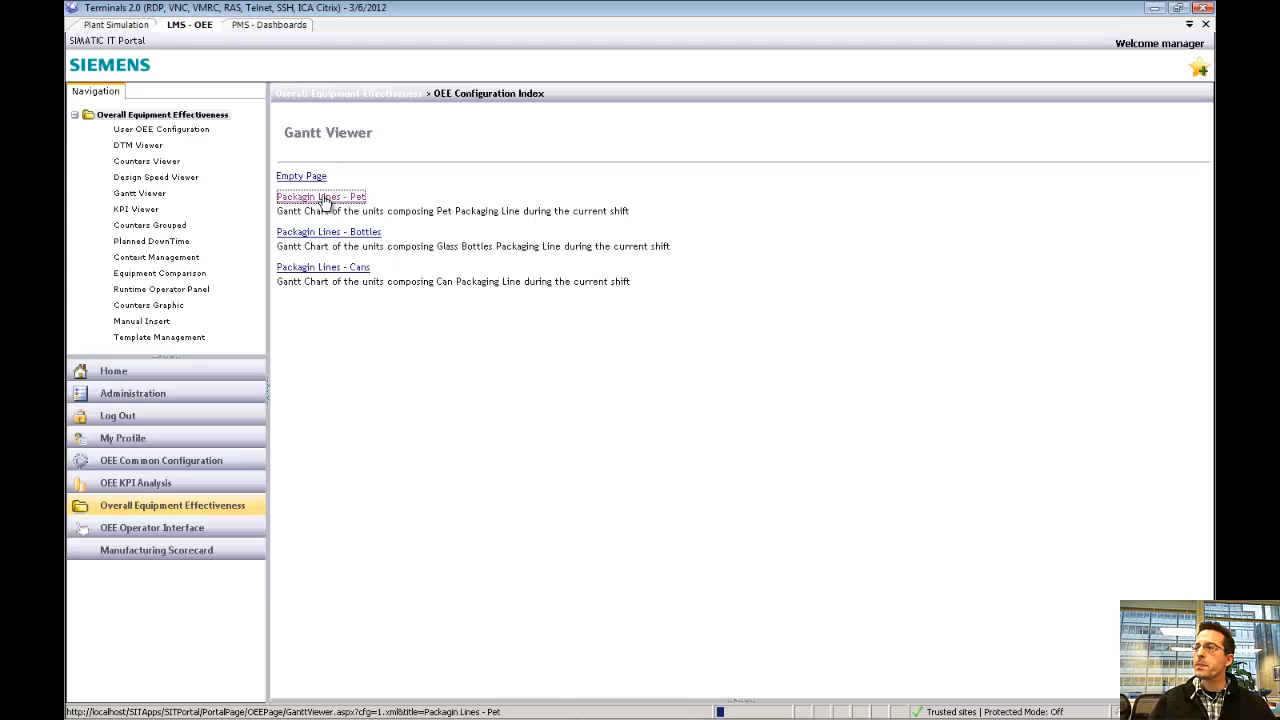 Terminals 2.0 (RDP, VNC, VMRC, RAS, Telnet, SSH, ICA Citrix) - 3/6/2012
Plant Simulation
LMS - OEE
PMS - Dashboards
SIMATIC IT Portal
Welcome manager
SIEMENS
Navigation
Overall Equipment Effectiveness > OEE Configuration Index
Overall Equipment Effectiveness
User OEE Configuration
DTM Viewer
Counters Viewer
Design Speed Viewer
Gantt Viewer
KPI Viewer
Counters Grouped
Planned DownTime
Context Management
Equipment Comparison
Runtime Operator Panel
Counters Graphic
Manual Insert
Template Management
Home
Administration
Log Out
My Profile
OEE Common Configuration
OEE KPI Analysis
Overall Equipment Effectiveness
OEE Operator Interface
Manufacturing Scorecard
Gantt Viewer
Empty Page
Packagin Lines - Pet
Gantt Chart of the units composing Pet Packaging Line during the current shift
Packagin Lines - Bottles
Gantt Chart of the units composing Glass Bottles Packaging Line during the current shift
Packagin Lines - Cans
Gantt Chart of the units composing Can Packaging Line during the current shift
http://localhost/SITApps/SITPortal/PortalPage/OEEPage/GanttViewer.aspx?cfg=1.xml&title=Packagin Lines - Pet
Trusted sites | Protected Mode: Off